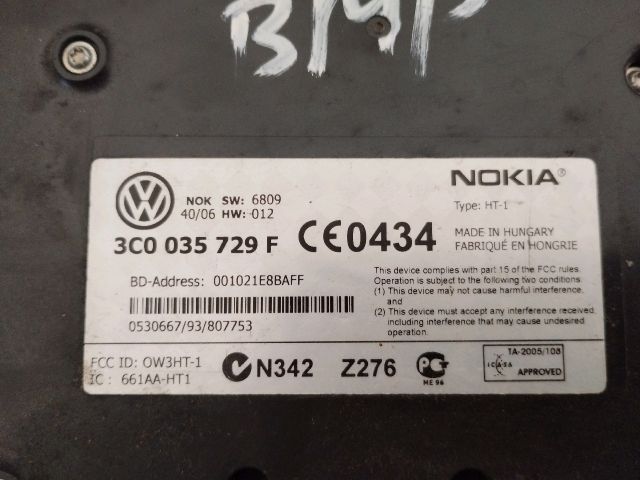 NOK SW: 6809
40/06 HW: 012
3C0 035 729 F CE0434
NOKIA®
Type: HT-1
MADE IN HUNGARY
FABRIQUÉ EN HONGRIE
BD-Address: 001021E8BAFF
0530667/93/807753
This device complies with part 15 of the FCC rules.
Operation is subject to the following two conditions:
(1) This device may not cause harmful interference,
and
(2) This device must accept any interference received,
including interference that may cause undesired
operation.
FCC ID: OW3HT-1
IC : 661AA-HT1
N342 Z276
ME 96
TA-2005/108
ICASA
APPROVED